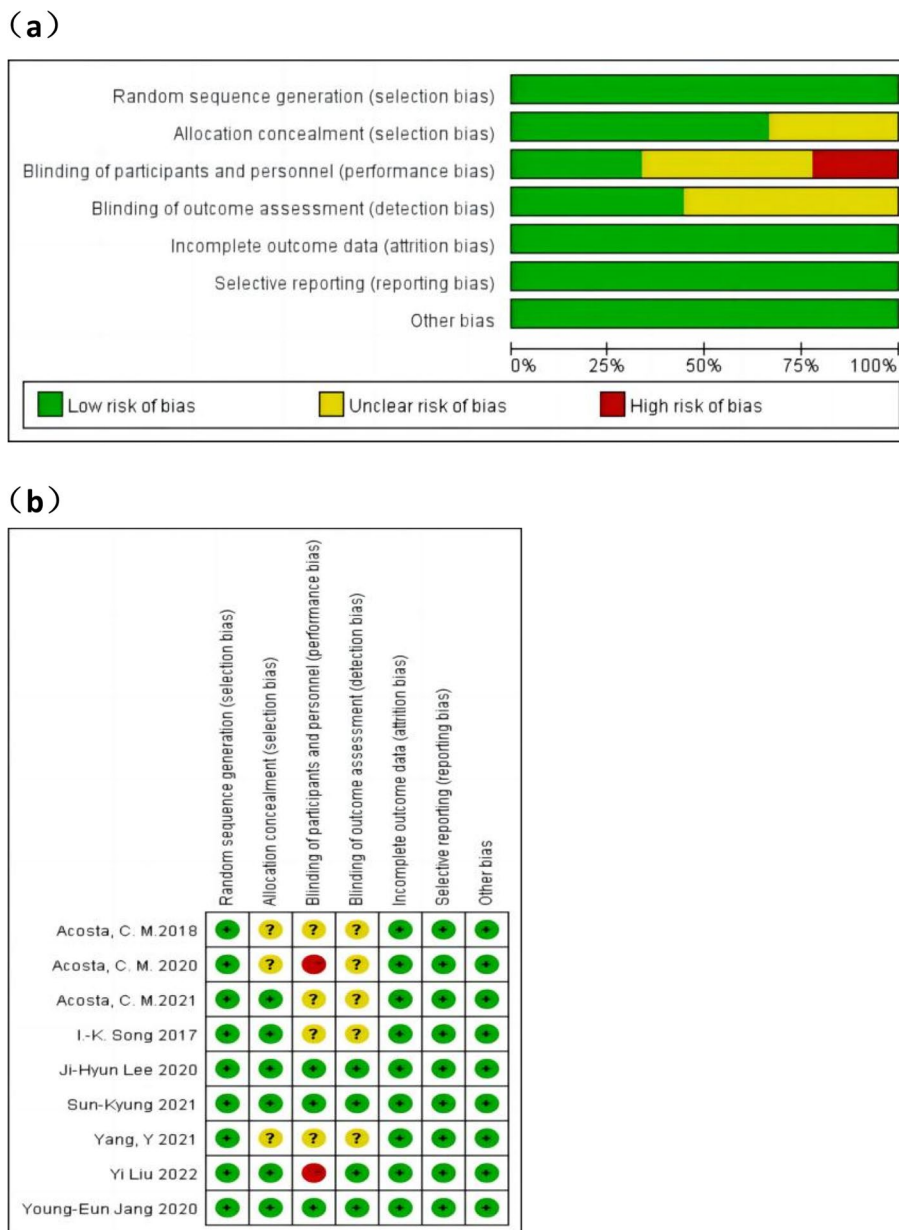 （a）
Random sequence generation (selection bias)
Allocation concealment (selection bias)
Blinding of participants and personnel (performance bias)
Blinding of outcome assessment (detection bias)
Incomplete outcome data (attrition bias)
Selective reporting (reporting bias)
Other bias
0% 25% 50% 75% 100%
Low risk of bias Unclear risk of bias High risk of bias
（b）
Random sequence generation (selection bias)
Allocation concealment (selection bias)
Blinding of participants and personnel (performance bias)
Blinding of outcome assessment (detection bias)
Incomplete outcome data (attrition bias)
Selective reporting (reporting bias)
Other bias
Acosta, C. M.2018 + ? ? ? + + +
Acosta, C. M. 2020 + ? ? + + +
Acosta, C. M.2021 + + ? ? + + +
I.-K. Song 2017 + + ? ? + + +
Ji-Hyun Lee 2020 + + + + + + +
Sun-Kyung 2021 + + + + + + +
Yang, Y 2021 + ? ? ? + + +
Yi Liu 2022 + + + + + +
Young-Eun Jang 2020 + + + + + + +